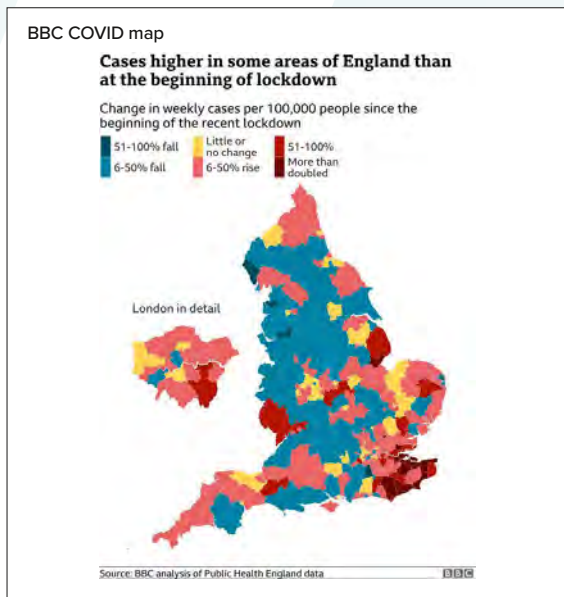 BBC COVID map
Cases higher in some areas of England than
at the beginning of lockdown
Change in weekly cases per 100,000 people since the
beginning of the recent lockdown
51-100% fall
Little or
no change
51-100%
6-50% fall
6-50% rise
More than
doubled
London in detail
Source: BBC analysis of Public Health England data
BBC